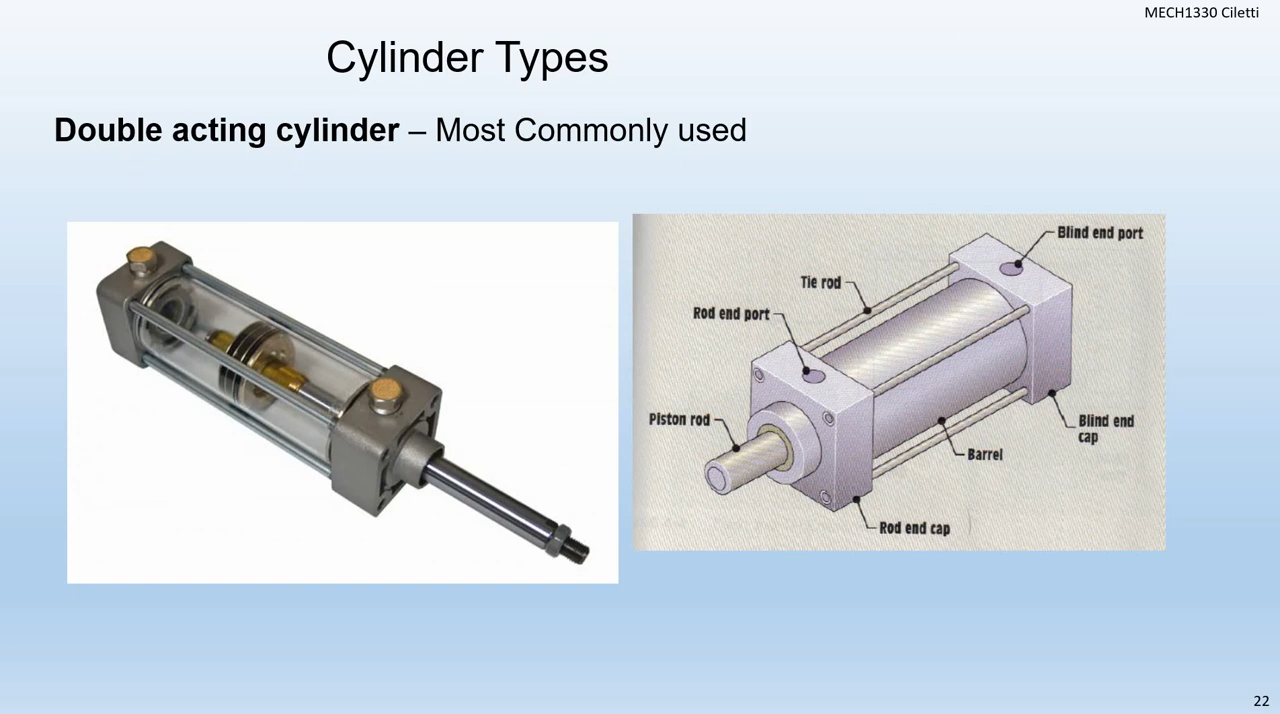 MECH1330 Ciletti
Cylinder Types
Double acting cylinder – Most Commonly used
Blind end port
Tie rod
Rod end port
Piston rod
Blind end
cap
Barrel
Rod end cap
22